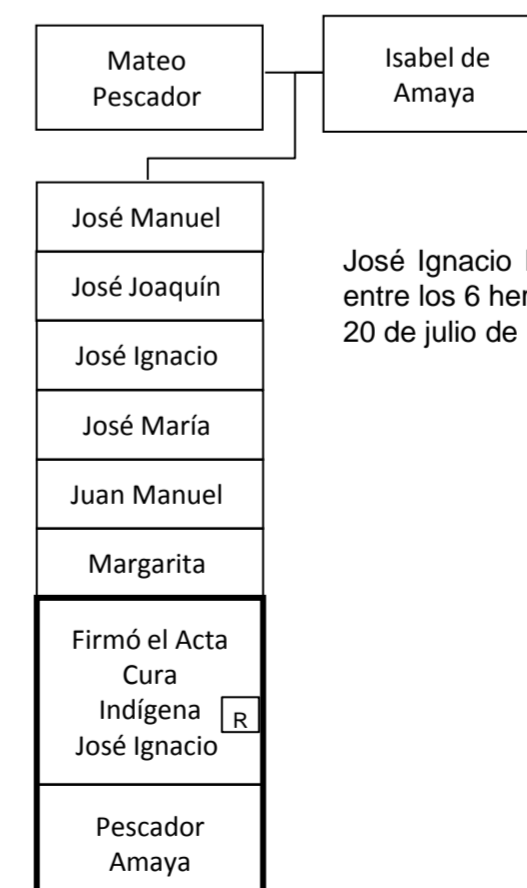 Mateo
Pescador
Isabel de
Amaya
José Manuel
José Joaquín
José Ignacio
José María
Juan Manuel
Margarita
José Ignacio
entre los 6
20 de julio de
Firmó el Acta
Cura
Indígena
R
José Ignacio
Pescador
Amaya